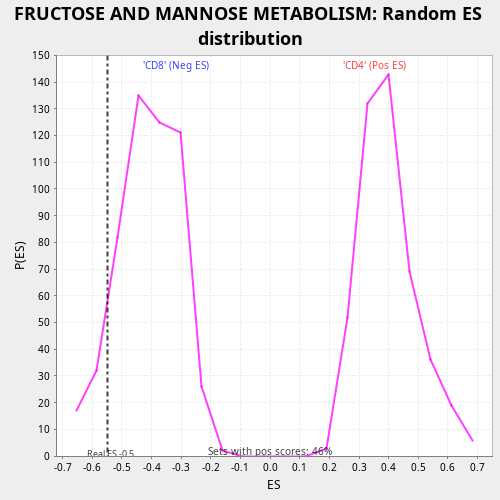 FRUCTOSE AND MANNOSE METABOLISM: Random ES
distribution
'CD8' (Neg ES) 'CD4' (Pos ES)
150
140
130
120
110
100
90
80
70
60
50
40
30
20
10
0
P(ES)
Real ES -0.5 Sets with pos scores: 46%
-0.7 -0.6 -0.5 -0.4 -0.3 -0.2 -0.1 0.0 0.1 0.2 0.3 0.4 0.5 0.6 0.7
ES